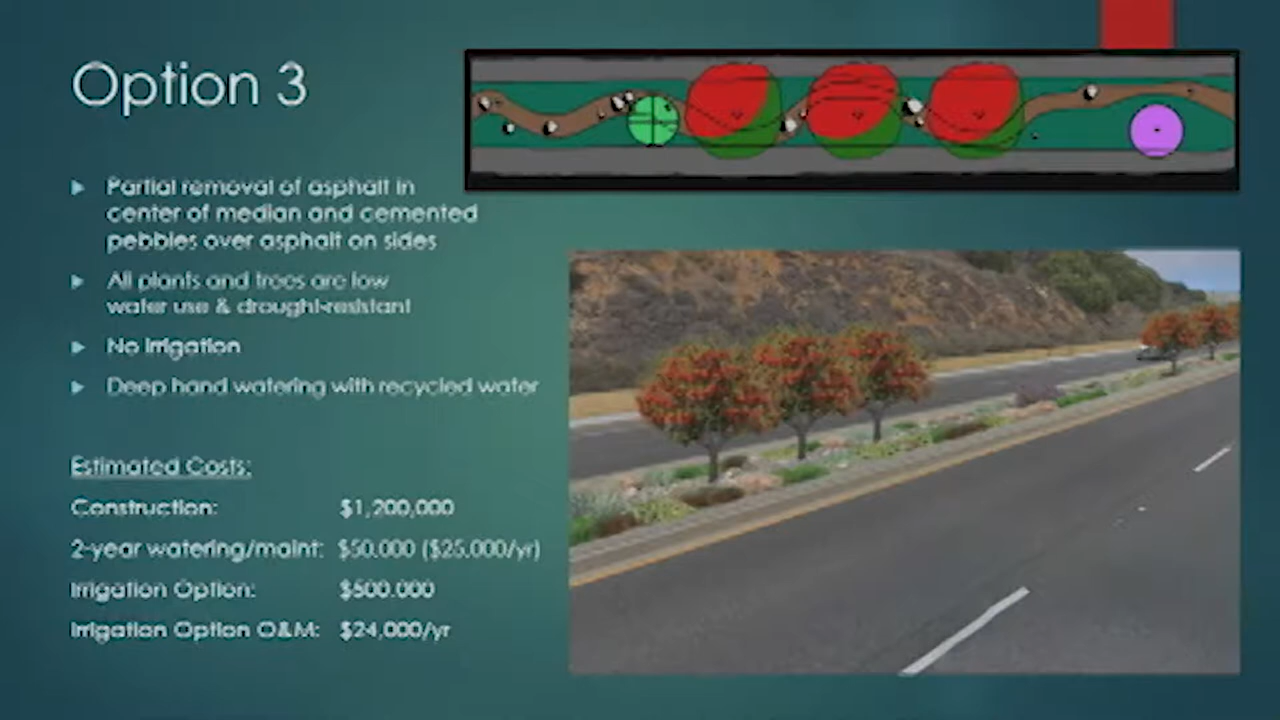 Option 3
Partial removal of asphalt in
center of median and cemented
pebbles over asphalt on sides
All plants and trees are low
water use & drought-resistant
No irrigation
Deep hand watering with recycled water
Estimated Costs:
Construction: $1,200,000
2-year watering/maint: $50,000 ($25,000/yr)
Irrigation Option: $500,000
Irrigation Option O&M: $24,000/yr